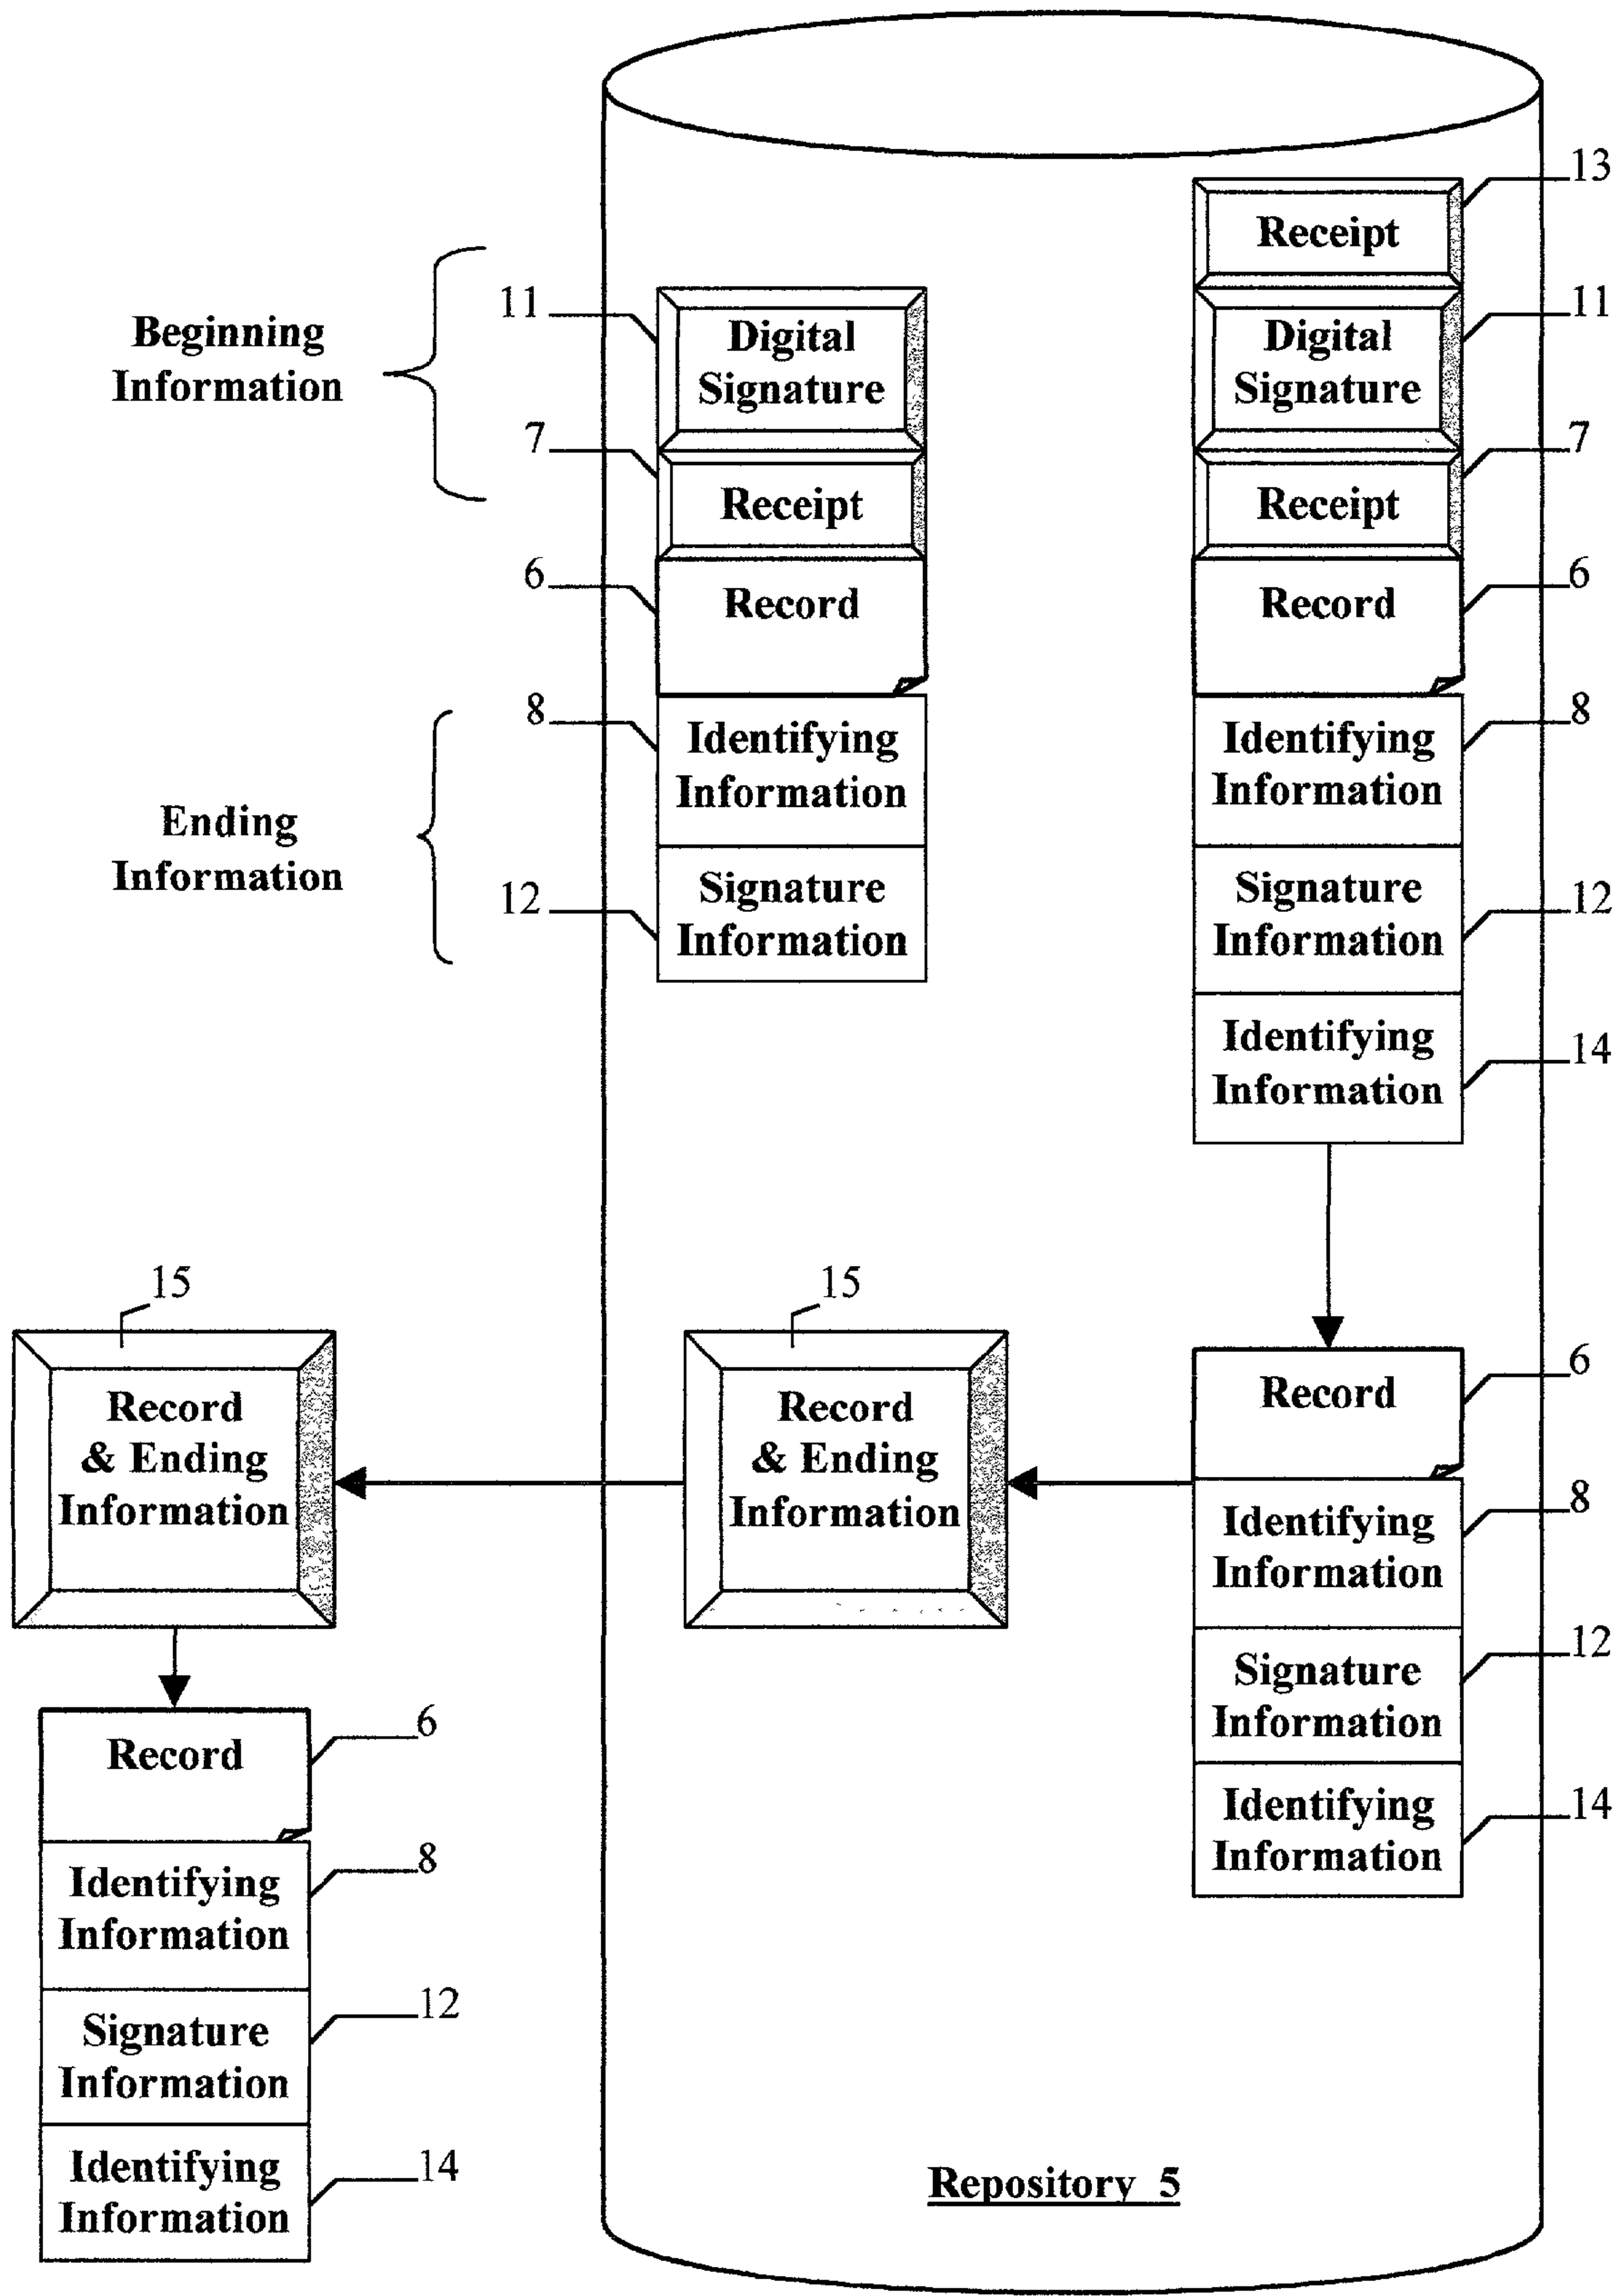 13
Receipt
11
Digital
Signature
7
Receipt
6
Record
8
Identifying
Information
12
Signature
Information
14
Identifying
Information
Beginning
Information
11
Digital
Signature
7
Receipt
6
Record
Ending
Information
8
Identifying
Information
12
Signature
Information
15
Record
& Ending
Information
15
Record
& Ending
Information
6
Record
8
Identifying
Information
12
Signature
Information
14
Identifying
Information
6
Record
8
Identifying
Information
12
Signature
Information
14
Identifying
Information
Repository 5